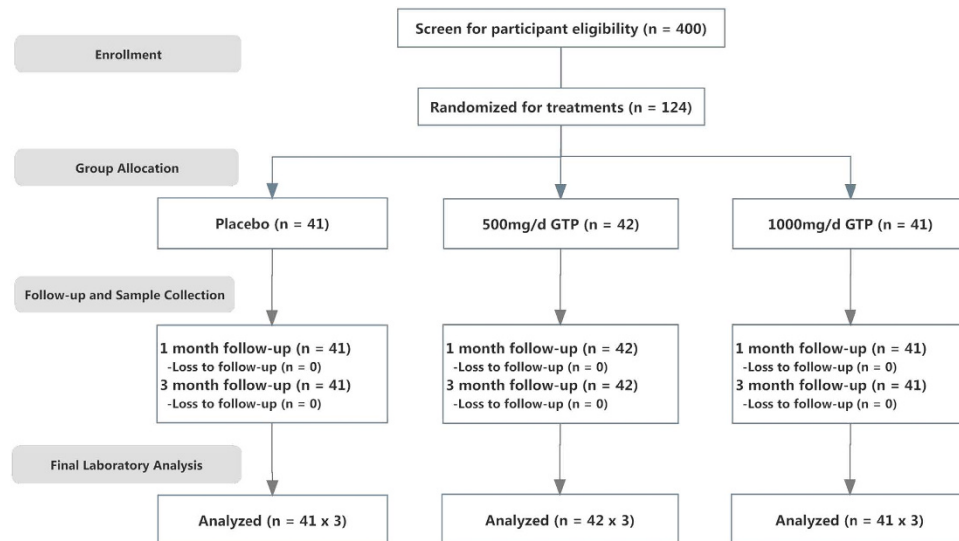 Screen for participant eligibility (n = 400)
Enrollment
Randomized for treatments (n = 124)
Group Allocation
Placebo (n = 41)
500mg/d GTP (n = 42)
1000mg/d GTP (n = 41)
Follow-up and Sample Collection
1 month follow-up (n = 41)
-Loss to follow-up (n = 0)
3 month follow-up (n = 41)
-Loss to follow-up (n = 0)
1 month follow-up (n = 42)
-Loss to follow-up (n = 0)
3 month follow-up (n = 42)
-Loss to follow-up (n = 0)
1 month follow-up (n = 41)
-Loss to follow-up (n = 0)
3 month follow-up (n = 41)
-Loss to follow-up (n = 0)
Final Laboratory Analysis
Analyzed (n = 41 x 3)
Analyzed (n = 42 x 3)
Analyzed (n = 41 x 3)